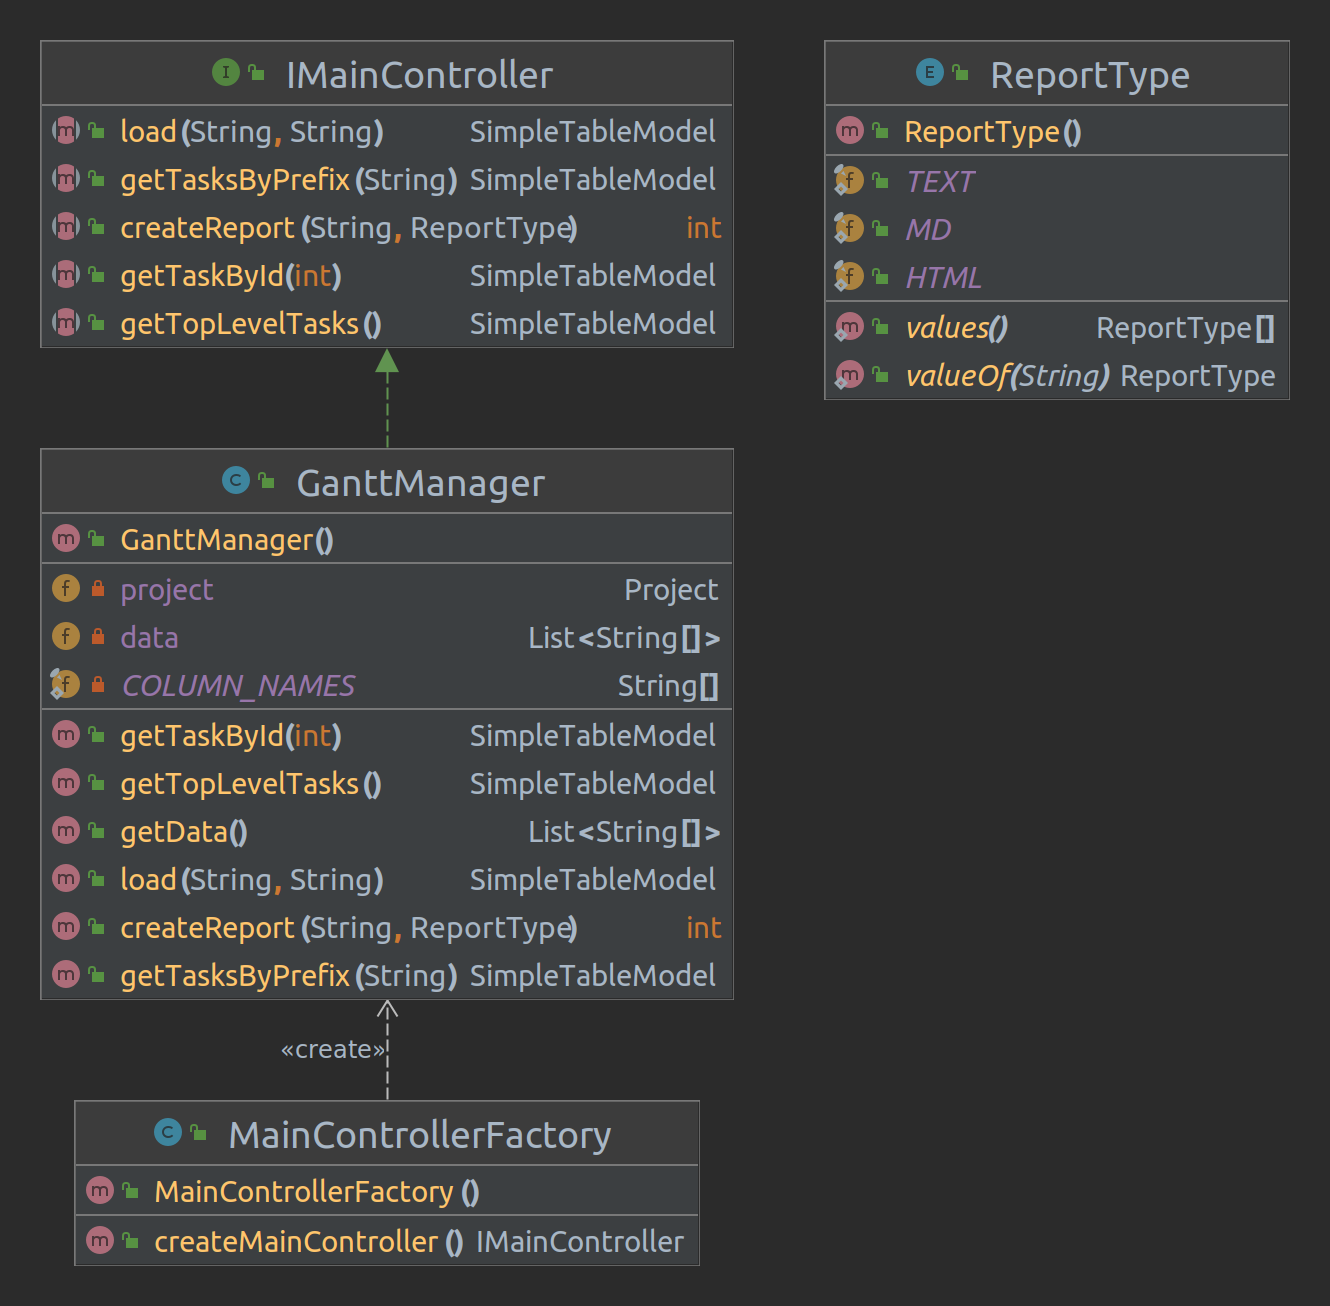 IMainController
load(String, String) SimpleTableModel
getTasksByPrefix(String) SimpleTableModel
createReport(String, ReportType) int
getTaskById(int) SimpleTableModel
getTopLevelTasks() SimpleTableModel
ReportType
ReportType()
TEXT
MD
HTML
values() ReportType[]
valueOf(String) ReportType
GanttManager
GanttManager()
project Project
data List<String[]>
COLUMN_NAMES String[]
getTaskById(int) SimpleTableModel
getTopLevelTasks() SimpleTableModel
getData() List<String[]>
load(String, String) SimpleTableModel
createReport(String, ReportType) int
getTasksByPrefix(String) SimpleTableModel
«create»
MainControllerFactory
MainControllerFactory()
createMainController() IMainController